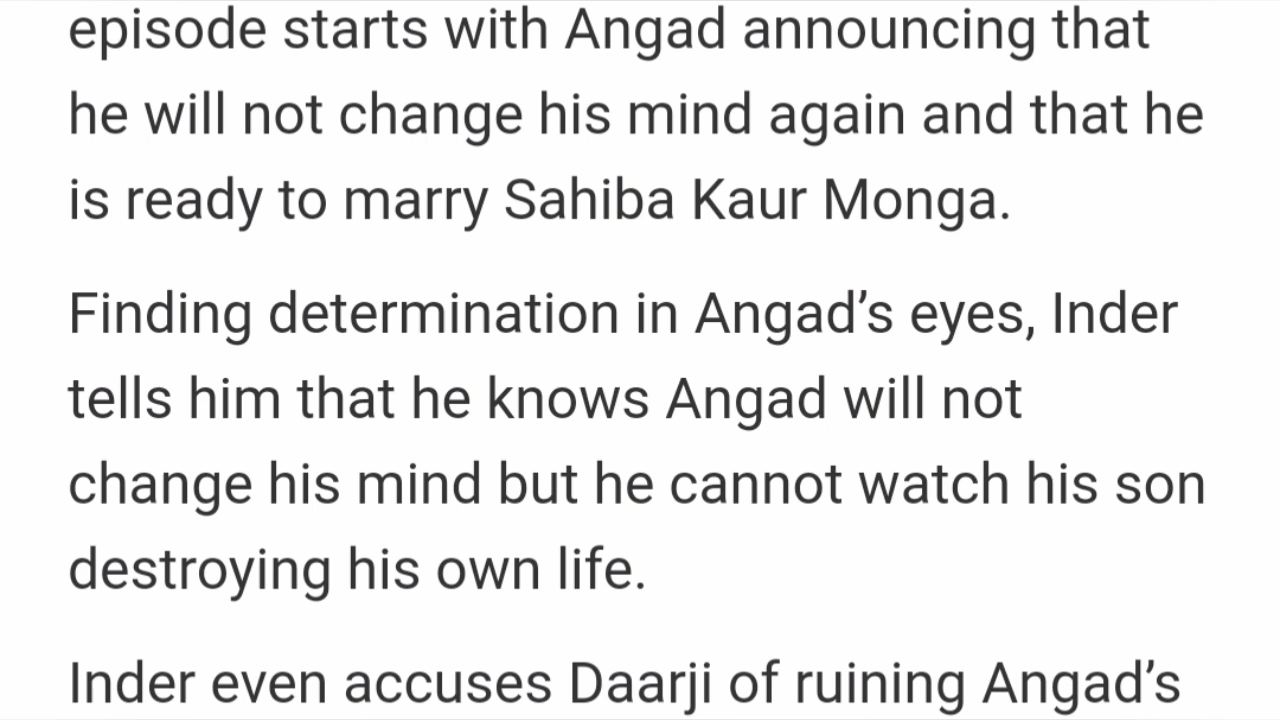 episode starts with Angad announcing that
he will not change his mind again and that he
is ready to marry Sahiba Kaur Monga.
Finding determination in Angad’s eyes, Inder
tells him that he knows Angad will not
change his mind but he cannot watch his son
destroying his own life.
Inder even accuses Daarji of ruining Angad’s